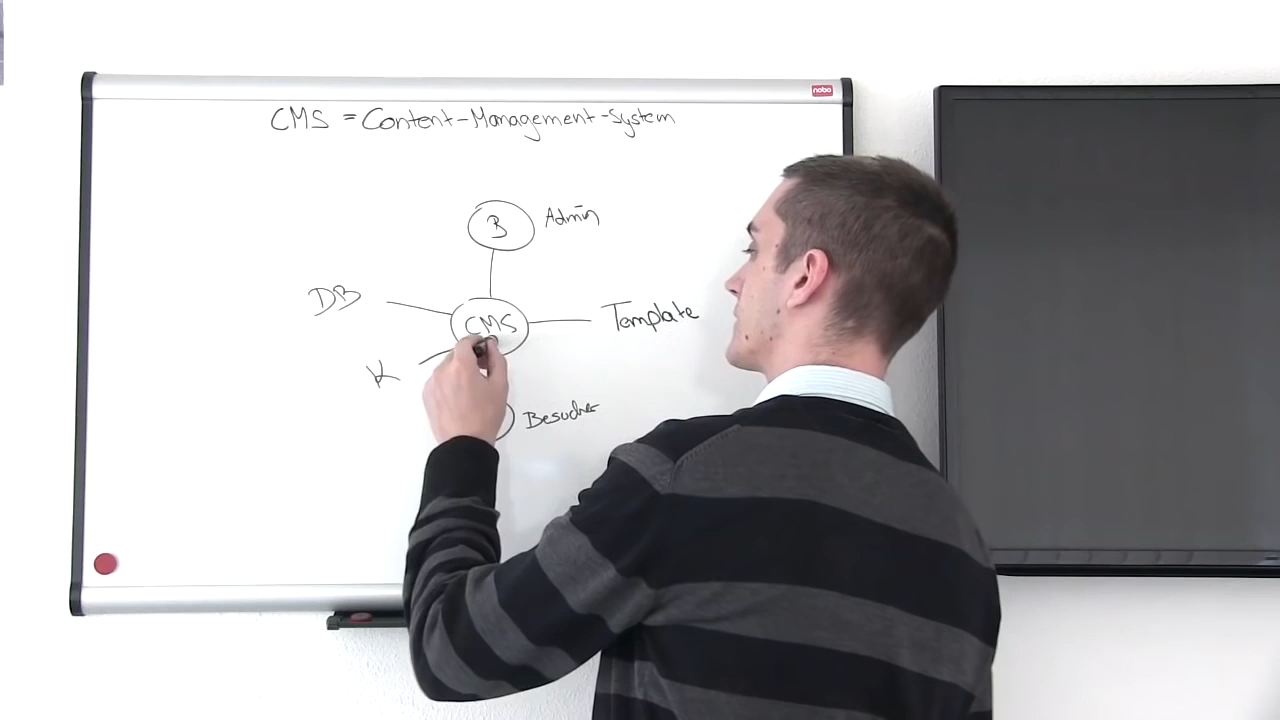 nobo
CMS = Content-Management-System
B Admin
DB
CMS
Template
K
Besucher